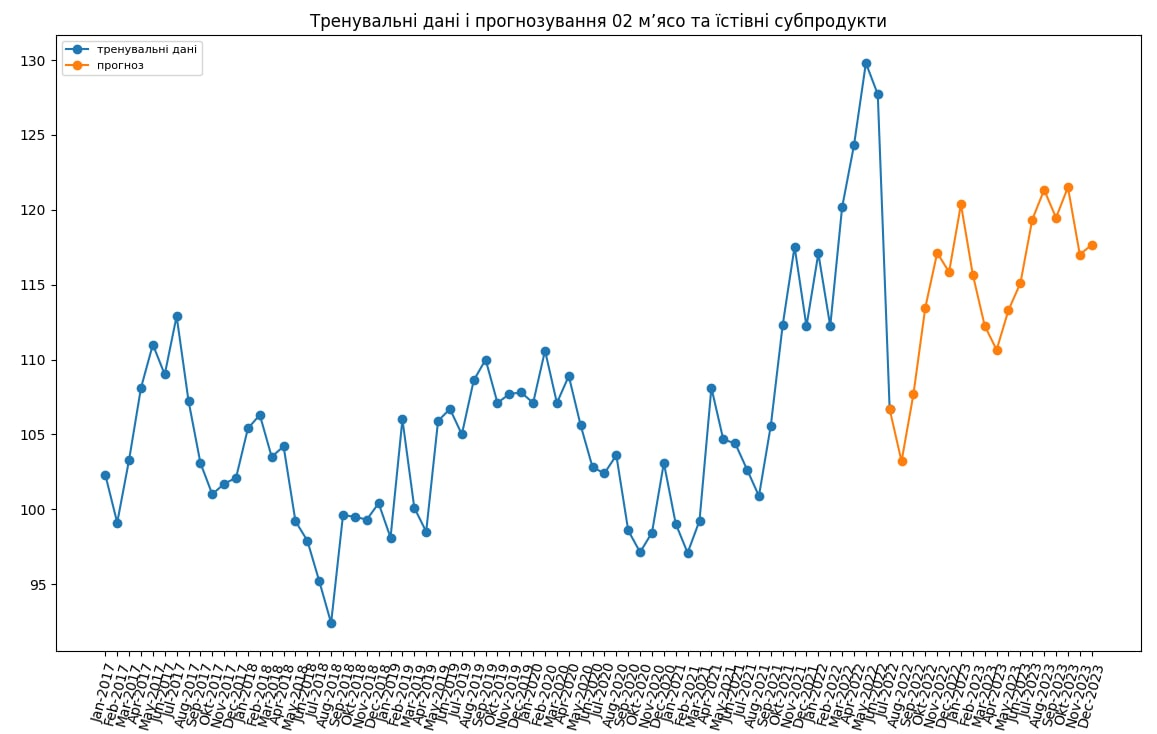 Тренувальні дані і прогнозування 02 м’ясо та їстівні субпродукти
тренувальні дані
прогноз
130
125
120
115
110
105
100
95
Jan-2017
Feb-2017
Mar-2017
Apr-2017
May-2017
Jun-2017
Jul-2017
Aug-2017
Sep-2017
Okt-2017
Nov-2017
Dec-2017
Jan-2018
Feb-2018
Mar-2018
Apr-2018
May-2018
Jun-2018
Jul-2018
Aug-2018
Sep-2018
Okt-2018
Nov-2018
Dec-2018
Jan-2019
Feb-2019
Mar-2019
Apr-2019
May-2019
Jun-2019
Jul-2019
Aug-2019
Sep-2019
Okt-2019
Nov-2019
Dec-2019
Jan-2020
Feb-2020
Mar-2020
Apr-2020
May-2020
Jun-2020
Jul-2020
Aug-2020
Sep-2020
Okt-2020
Nov-2020
Dec-2020
Jan-2021
Feb-2021
Mar-2021
Apr-2021
May-2021
Jun-2021
Jul-2021
Aug-2021
Sep-2021
Okt-2021
Nov-2021
Dec-2021
Jan-2022
Feb-2022
Mar-2022
Apr-2022
May-2022
Jun-2022
Jul-2022
Aug-2022
Sep-2022
Okt-2022
Nov-2022
Dec-2022
Jan-2023
Feb-2023
Mar-2023
Apr-2023
May-2023
Jun-2023
Jul-2023
Aug-2023
Sep-2023
Okt-2023
Nov-2023
Dec-2023